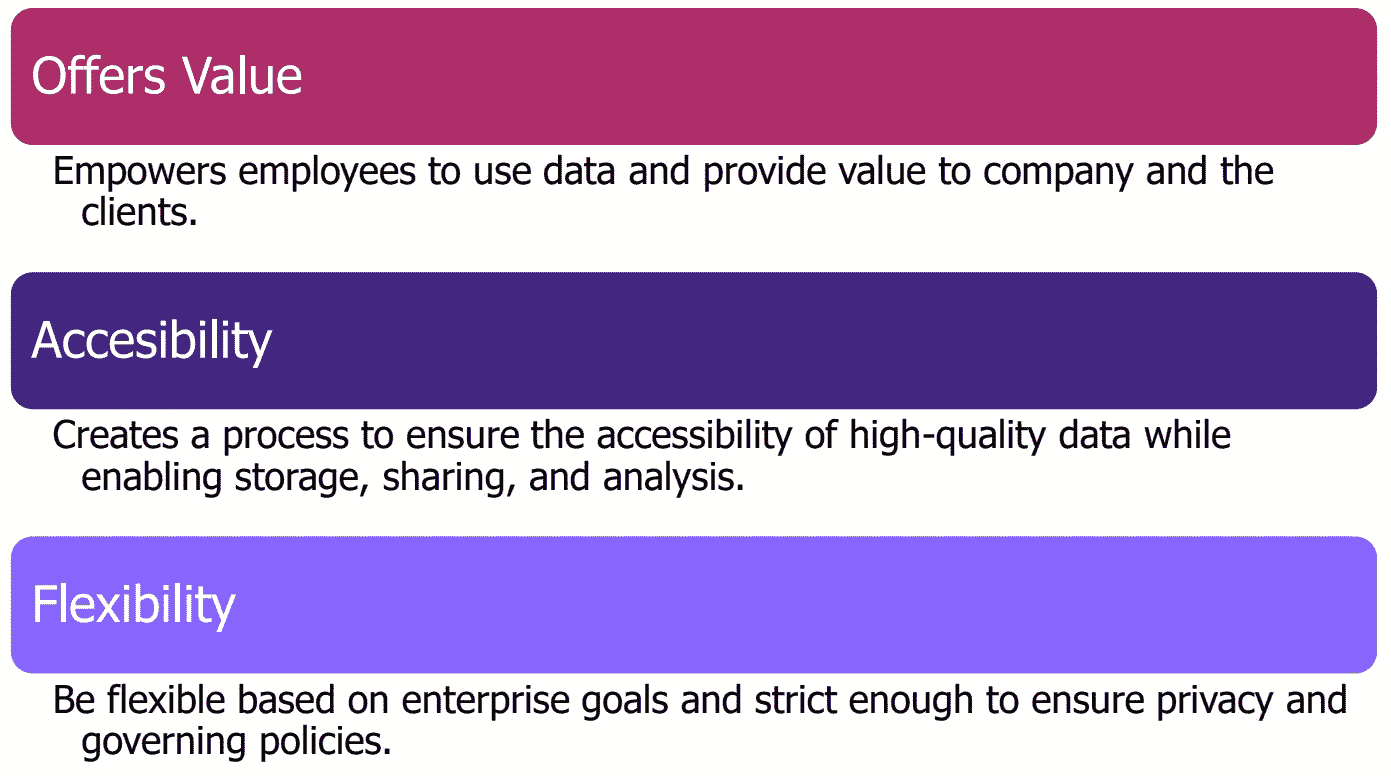 Offers Value
Empowers employees to use data and provide value to company and the
clients.
Accesibility
Creates a process to ensure the accessibility of high-quality data while
enabling storage, sharing, and analysis.
Flexibility
Be flexible based on enterprise goals and strict enough to ensure privacy and
governing policies.